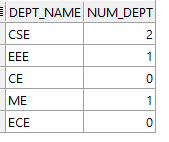 DEPT_NAME NUM_DEPT
CSE 2
EEE 1
CE 0
ME 1
ECE 0